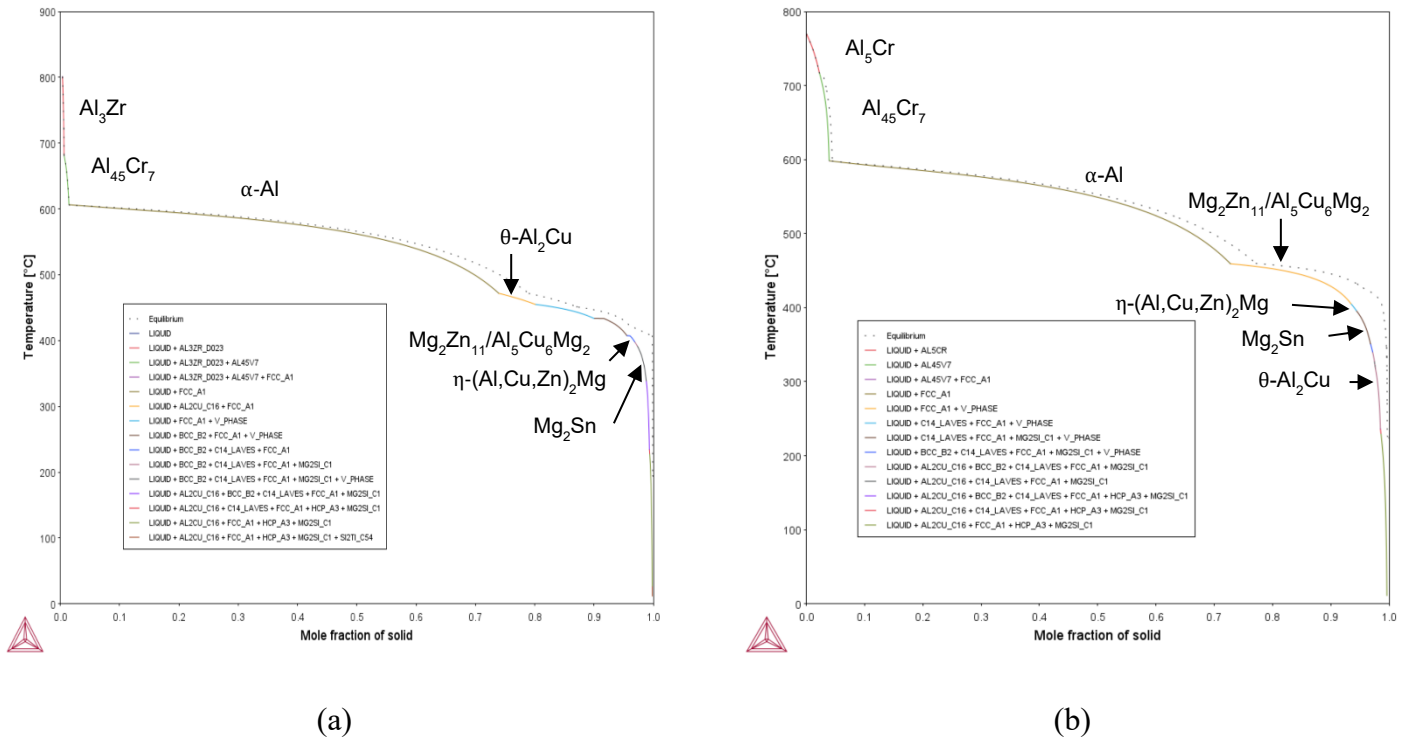 900
800
700
600
500
400
300
200
100
0
0.0 0.1 0.2 0.3 0.4 0.5 0.6 0.7 0.8 0.9 1.0
Temperature [°C]
Mole fraction of solid
Al3Zr
Al45Cr7
α-Al
θ-Al2Cu
Mg2Zn11/Al5Cu6Mg2
η-(Al,Cu,Zn)2Mg
Mg2Sn
Equilibrium
LIQUID
LIQUID + AL3ZR_D023
LIQUID + AL3ZR_D023 + AL45V7
LIQUID + AL3ZR_D023 + AL45V7 + FCC_A1
LIQUID + FCC_A1
LIQUID + AL2CU_C16 + FCC_A1
LIQUID + FCC_A1 + V_PHASE
LIQUID + BCC_B2 + FCC_A1 + V_PHASE
LIQUID + BCC_B2 + C14_LAVES + FCC_A1
LIQUID + BCC_B2 + C14_LAVES + FCC_A1 + MG2SI_C1
LIQUID + BCC_B2 + C14_LAVES + FCC_A1 + MG2SI_C1 + V_PHASE
LIQUID + AL2CU_C16 + BCC_B2 + C14_LAVES + FCC_A1 + MG2SI_C1
LIQUID + AL2CU_C16 + C14_LAVES + FCC_A1 + HCP_A3 + MG2SI_C1
LIQUID + AL2CU_C16 + FCC_A1 + HCP_A3 + MG2SI_C1
LIQUID + AL2CU_C16 + FCC_A1 + HCP_A3 + MG2SI_C1 + SI2TI_C54
(a)
800
700
600
500
400
300
200
100
0
0.0 0.1 0.2 0.3 0.4 0.5 0.6 0.7 0.8 0.9 1.0
Temperature [°C]
Mole fraction of solid
Al5Cr
Al45Cr7
α-Al
Mg2Zn11/Al5Cu6Mg2
η-(Al,Cu,Zn)2Mg
Mg2Sn
θ-Al2Cu
Equilibrium
LIQUID + AL5CR
LIQUID + AL45V7
LIQUID + AL45V7 + FCC_A1
LIQUID + FCC_A1
LIQUID + FCC_A1 + V_PHASE
LIQUID + C14_LAVES + FCC_A1 + V_PHASE
LIQUID + C14_LAVES + FCC_A1 + MG2SI_C1 + V_PHASE
LIQUID + BCC_B2 + C14_LAVES + FCC_A1 + MG2SI_C1 + V_PHASE
LIQUID + AL2CU_C16 + BCC_B2 + C14_LAVES + FCC_A1 + MG2SI_C1
LIQUID + AL2CU_C16 + C14_LAVES + FCC_A1 + MG2SI_C1
LIQUID + AL2CU_C16 + BCC_B2 + C14_LAVES + FCC_A1 + HCP_A3 + MG2SI_C1
LIQUID + AL2CU_C16 + C14_LAVES + FCC_A1 + HCP_A3 + MG2SI_C1
LIQUID + AL2CU_C16 + FCC_A1 + HCP_A3 + MG2SI_C1
(b)